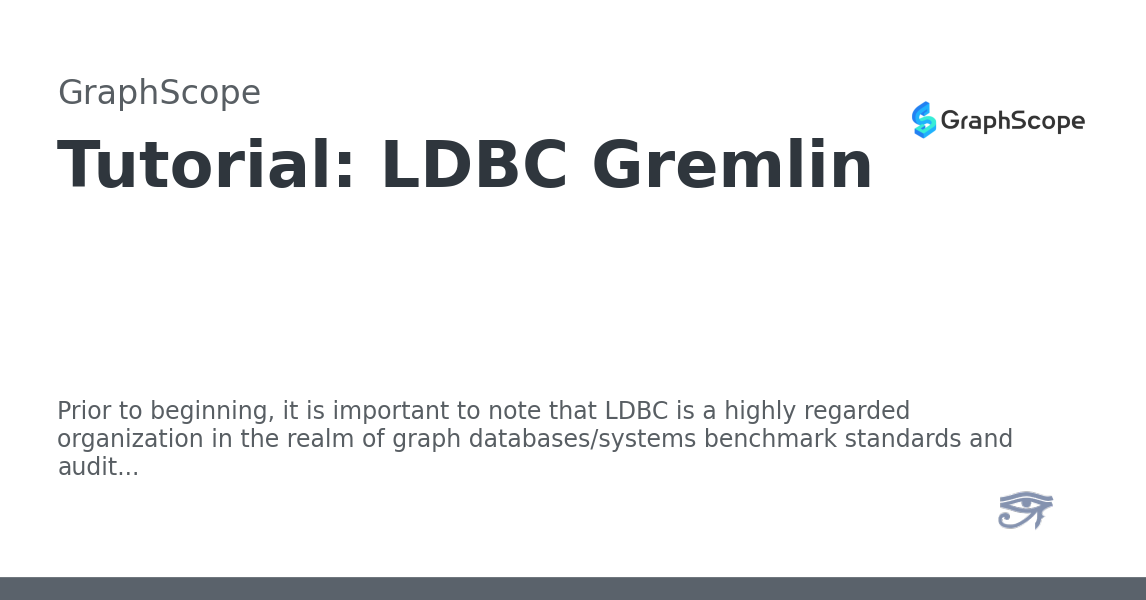 GraphScope
GraphScope
Tutorial: LDBC Gremlin
Prior to beginning, it is important to note that LDBC is a highly regarded
organization in the realm of graph databases/systems benchmark standards and
audit...